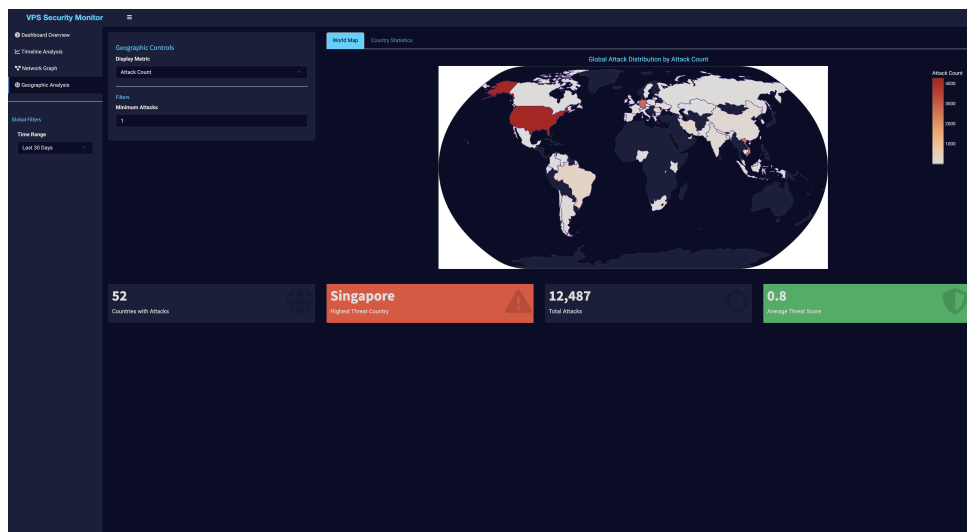 VPS Security Monitor
Dashboard Overview
Timeline Analysis
Network Graph
Geographic Analysis
Global Filters
Time Range
Last 30 Days
Geographic Controls
Display Metric
Attack Count
Filters
Minimum Attacks
1
World Map
Country Statistics
Global Attack Distribution by Attack Count
Attack Count
4000
3000
2000
1000
52
Countries with Attacks
Singapore
Highest Threat Country
12,487
Total Attacks
0.8
Average Threat Score